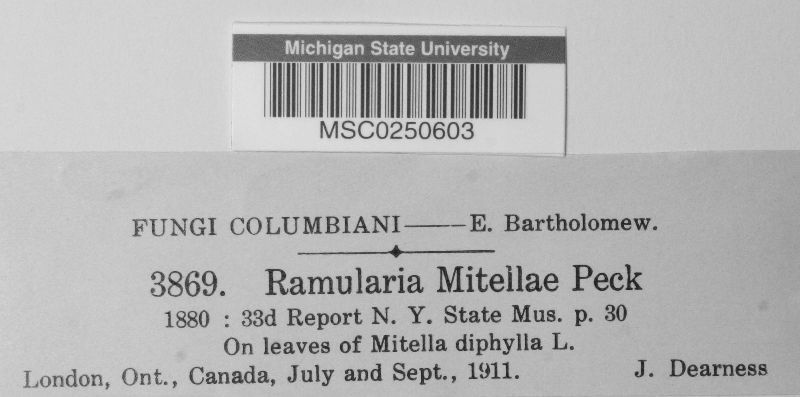 Michigan State University
MSC0250603
FUNGI COLUMBIANI——E. Bartholomew.
3869. Ramularia Mitellae Peck
1880 : 33d Report N. Y. State Mus. p. 30
On leaves of Mitella diphylla L.
London, Ont., Canada, July and Sept., 1911. J. Dearness